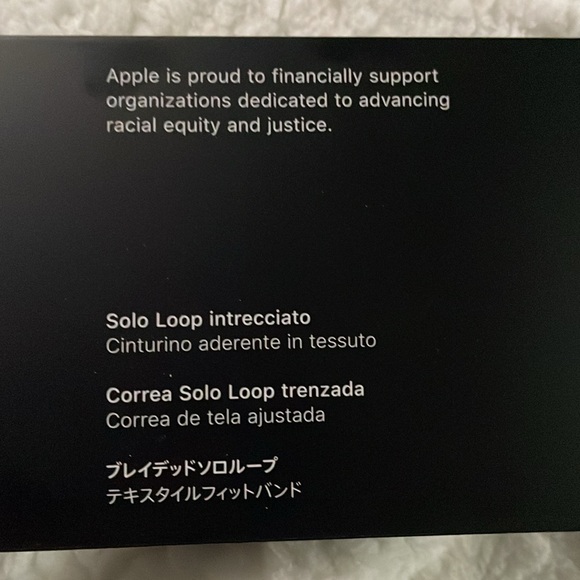 Apple is proud to financially support
organizations dedicated to advancing
racial equity and justice.
Solo Loop intrecciato
Cinturino aderente in tessuto
Correa Solo Loop trenzada
Correa de tela ajustada
ブレイデッドソロループ
テキスタイルフィットバンド